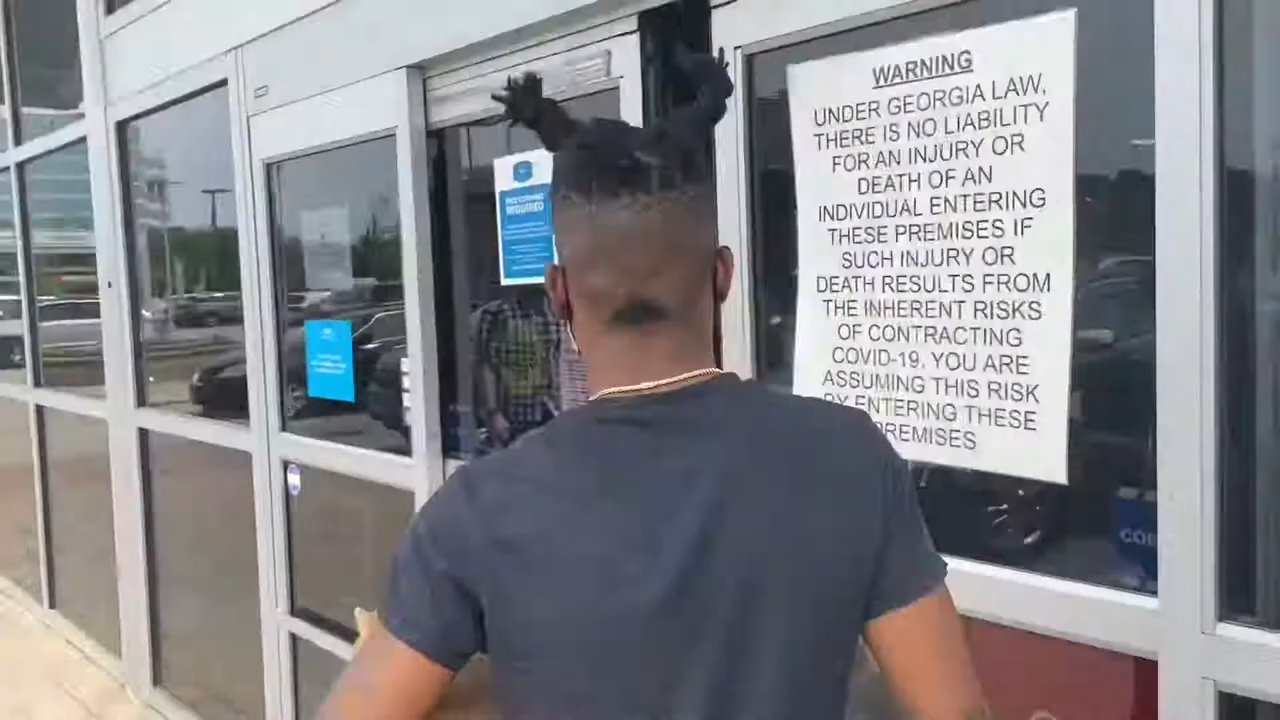 FACE COVERINGS
REQUIRED
WARNING
UNDER GEORGIA LAW,
THERE IS NO LIABILITY
FOR AN INJURY OR
DEATH OF AN
INDIVIDUAL ENTERING
THESE PREMISES IF
SUCH INJURY OR
DEATH RESULTS FROM
THE INHERENT RISKS
OF CONTRACTING
COVID-19. YOU ARE
ASSUMING THIS RISK
BY ENTERING THESE
PREMISES